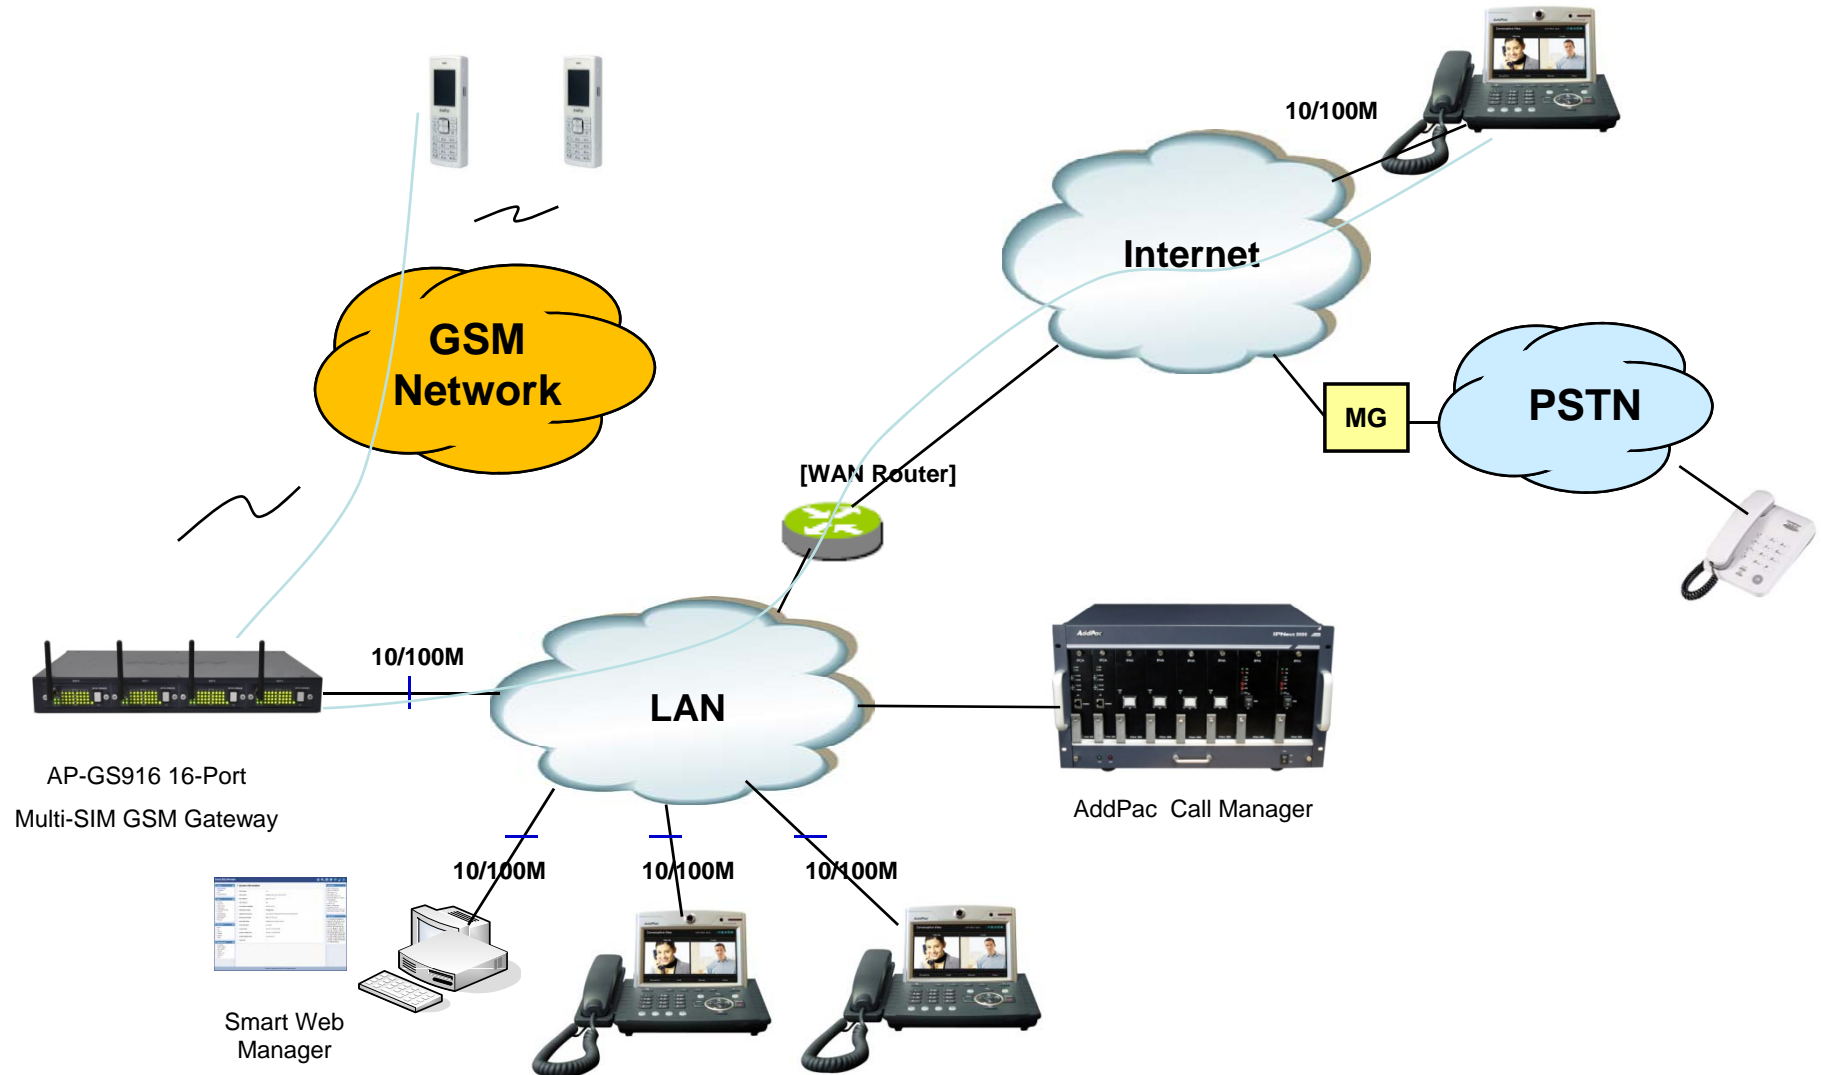 10/100M
Internet
GSM
Network
MG
PSTN
[WAN Router]
10/100M
LAN
AddPac
AP-GS916 16-Port
Multi-SIM GSM Gateway
AddPac Call Manager
10/100M
10/100M
10/100M
Smart Web
Manager